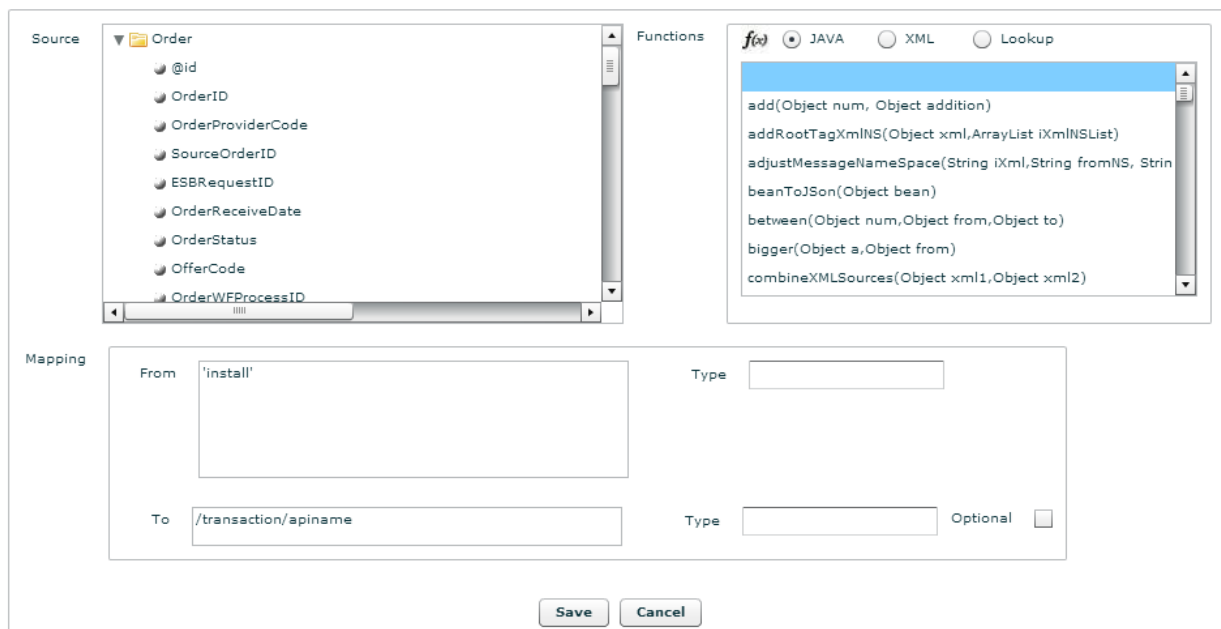 Source
Order
@id
OrderID
OrderProviderCode
SourceOrderID
ESBRequestID
OrderReceiveDate
OrderStatus
OfferCode
OrderWFProcessID
Functions
f(x) JAVA XML Lookup
add(Object num, Object addition)
addRootTagXmlNS(Object xml,ArrayList iXmlNSList)
adjustMessageNameSpace(String iXml,String fromNS, Strin
beanToJSon(Object bean)
between(Object num,Object from,Object to)
bigger(Object a,Object from)
combineXMLSources(Object xml1,Object xml2)
Mapping
From 'install' Type
To /transaction/apiname Type Optional
Save Cancel